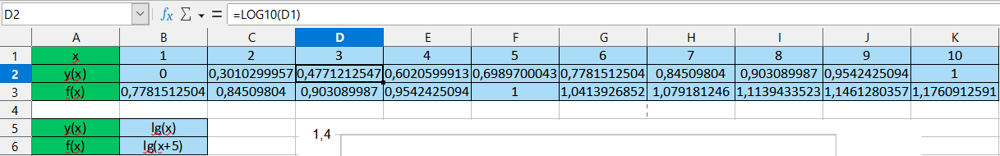 D2 fx Σ = =LOG10(D1)
A B C D E F G H I J K
1 x 1 2 3 4 5 6 7 8 9 10
2 y(x) 0 0,3010299957 0,4771212547 0,6020599913 0,6989700043 0,7781512504 0,84509804 0,903089987 0,9542425094 1
3 f(x) 0,7781512504 0,84509804 0,903089987 0,9542425094 1 1,0413926852 1,079181246 1,1139433523 1,1461280357 1,1760912591
4
5 y(x) lg(x) 1,4
6 f(x) lg(x+5)